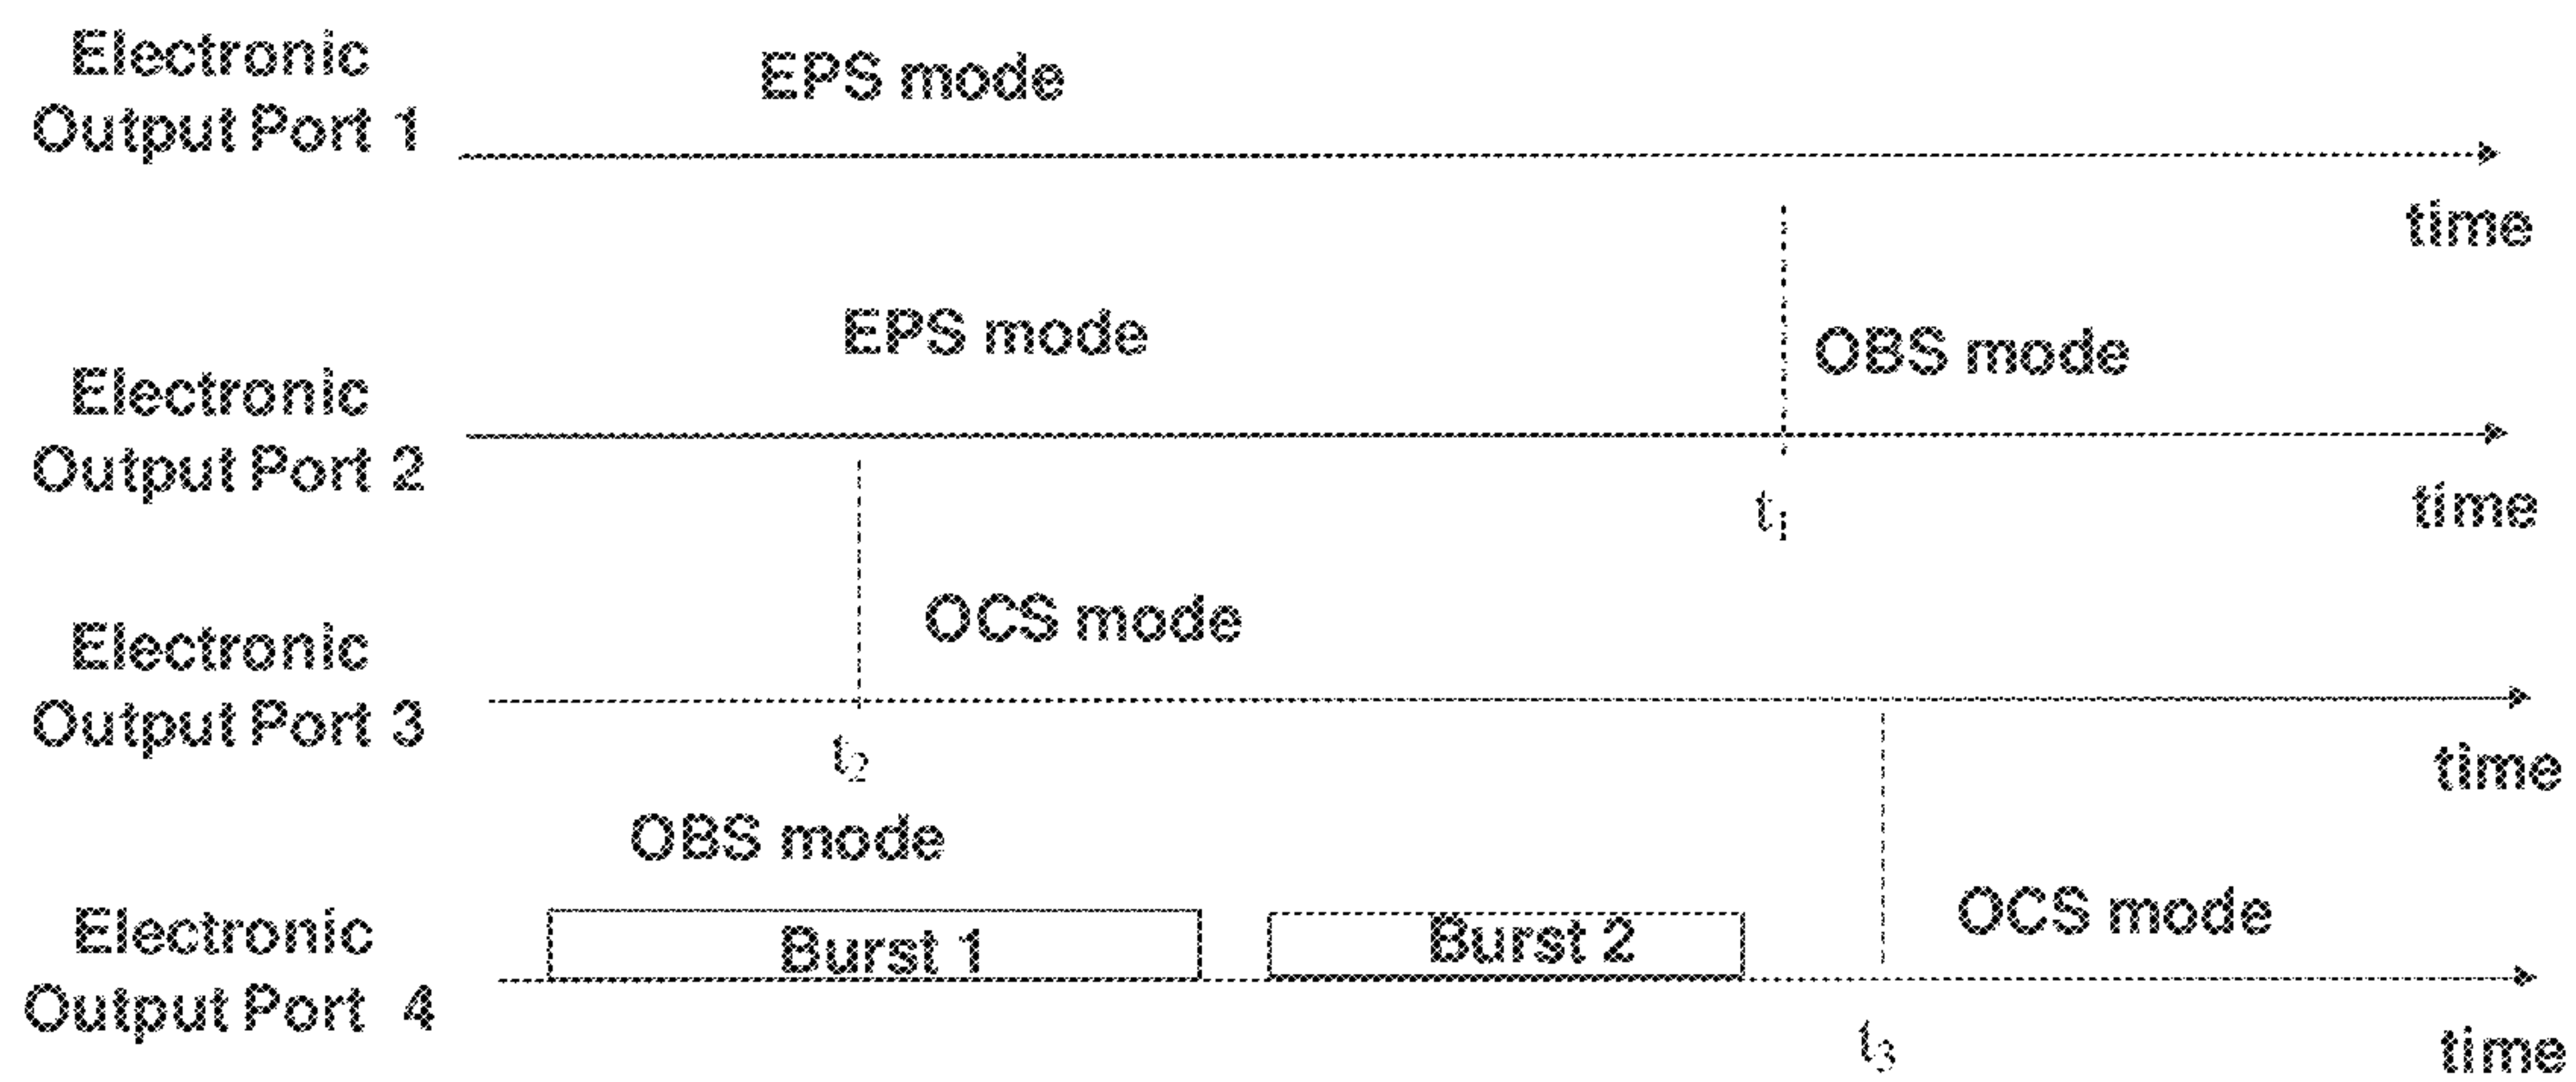 Electronic
Output Port 1
EPS mode
time
Electronic
Output Port 2
EPS mode
OBS mode
t1
time
Electronic
Output Port 3
OCS mode
t2
time
OBS mode
Electronic
Output Port 4
Burst 1
Burst 2
OCS mode
t3
time